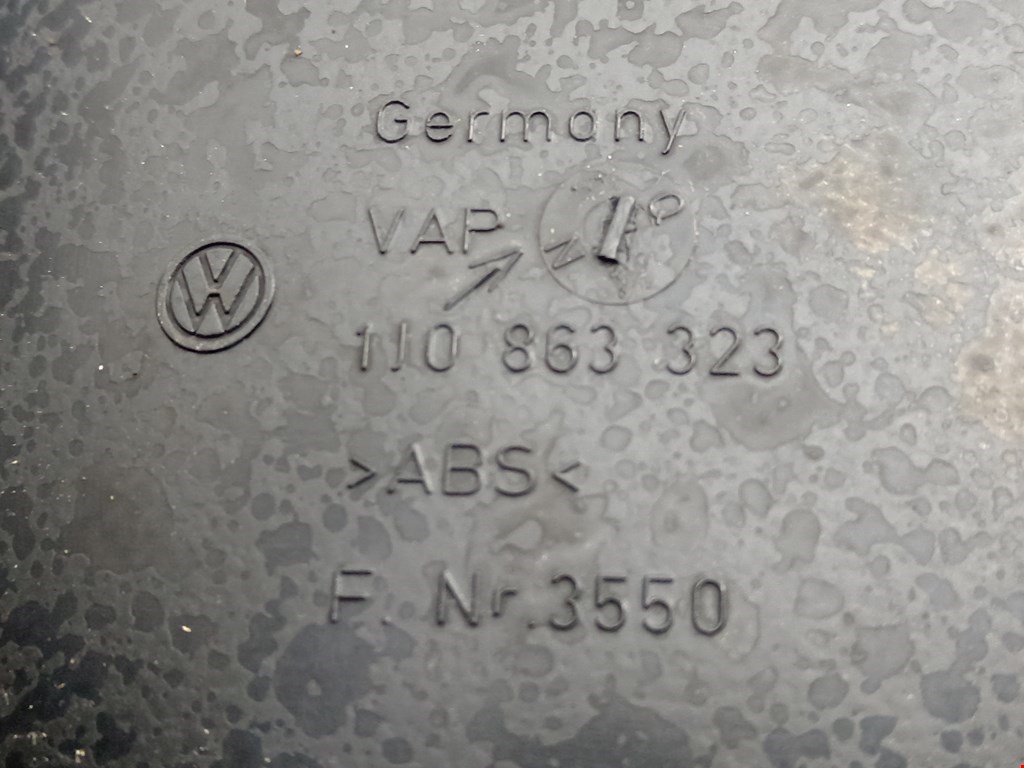 Germany
VAP
1J0 863 323
>ABS<
F. Nr.3550